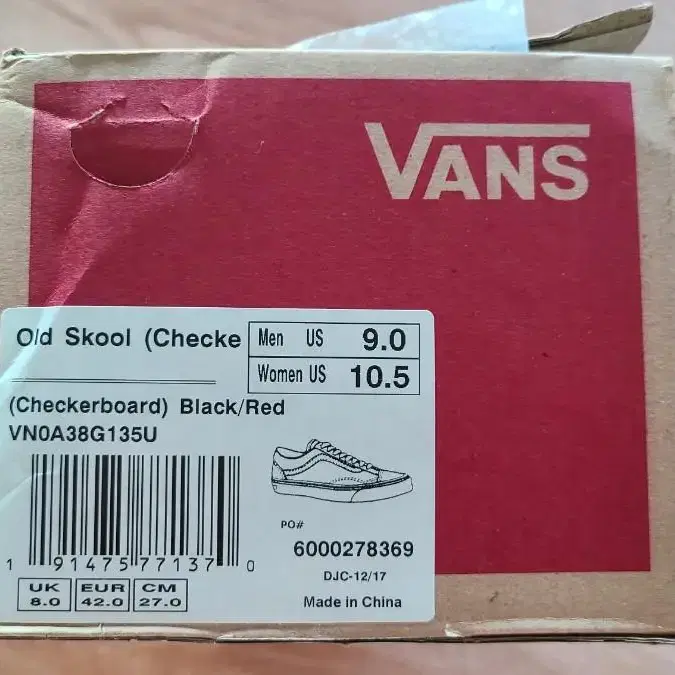 VANS
Old Skool (Checke
Men US 9.0
Women US 10.5
(Checkerboard) Black/Red
VN0A38G135U
PO#
6000278369
1 91475 77137 0
DJC-12/17
UK EUR CM
8.0 42.0 27.0
Made in China